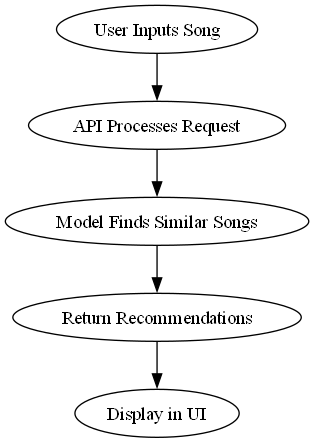 User Inputs Song
API Processes Request
Model Finds Similar Songs
Return Recommendations
Display in UI